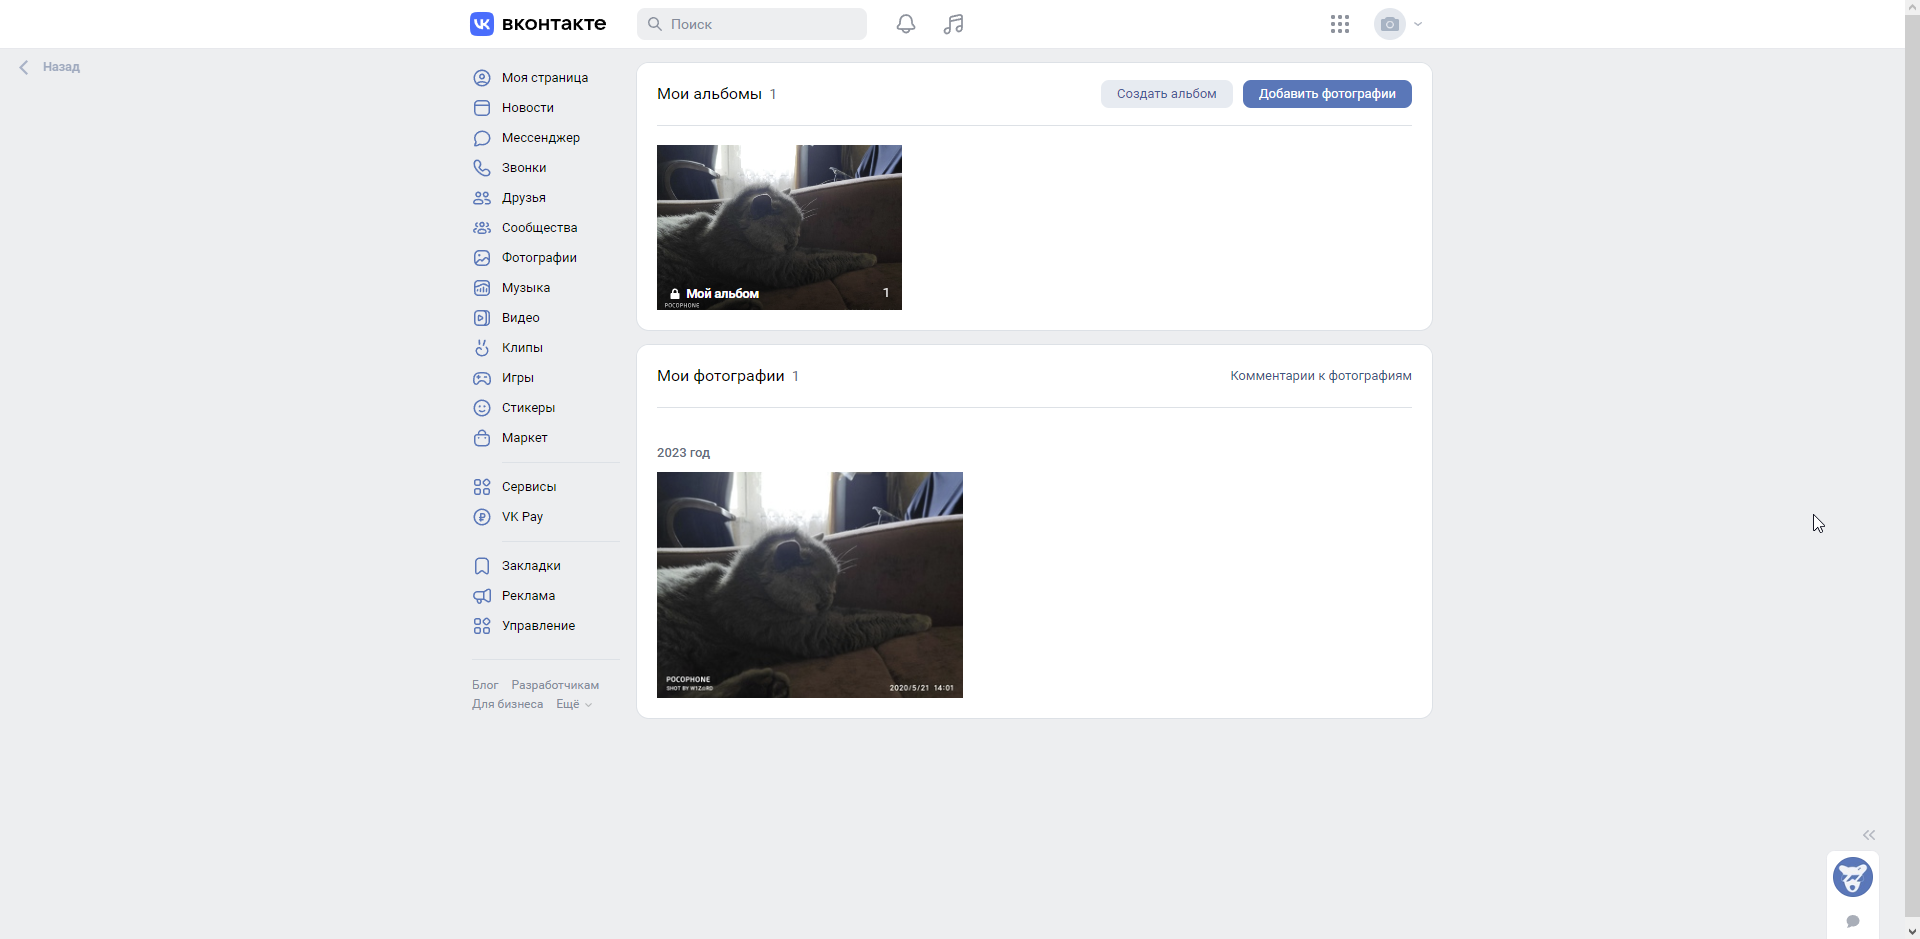 вконтакте
Поиск
Назад
Моя страница
Новости
Мессенджер
Звонки
Друзья
Сообщества
Фотографии
Музыка
Видео
Клипы
Игры
Стикеры
Маркет
Сервисы
VK Pay
Закладки
Реклама
Управление
Блог Разработчикам
Для бизнеса Ещё
Мои альбомы 1
Создать альбом
Добавить фотографии
Мой альбом 1
POCOPHONE
Мои фотографии 1
Комментарии к фотографиям
2023 год
POCOPHONE
SHOT BY W1Z@RD
2020/5/21 14:01